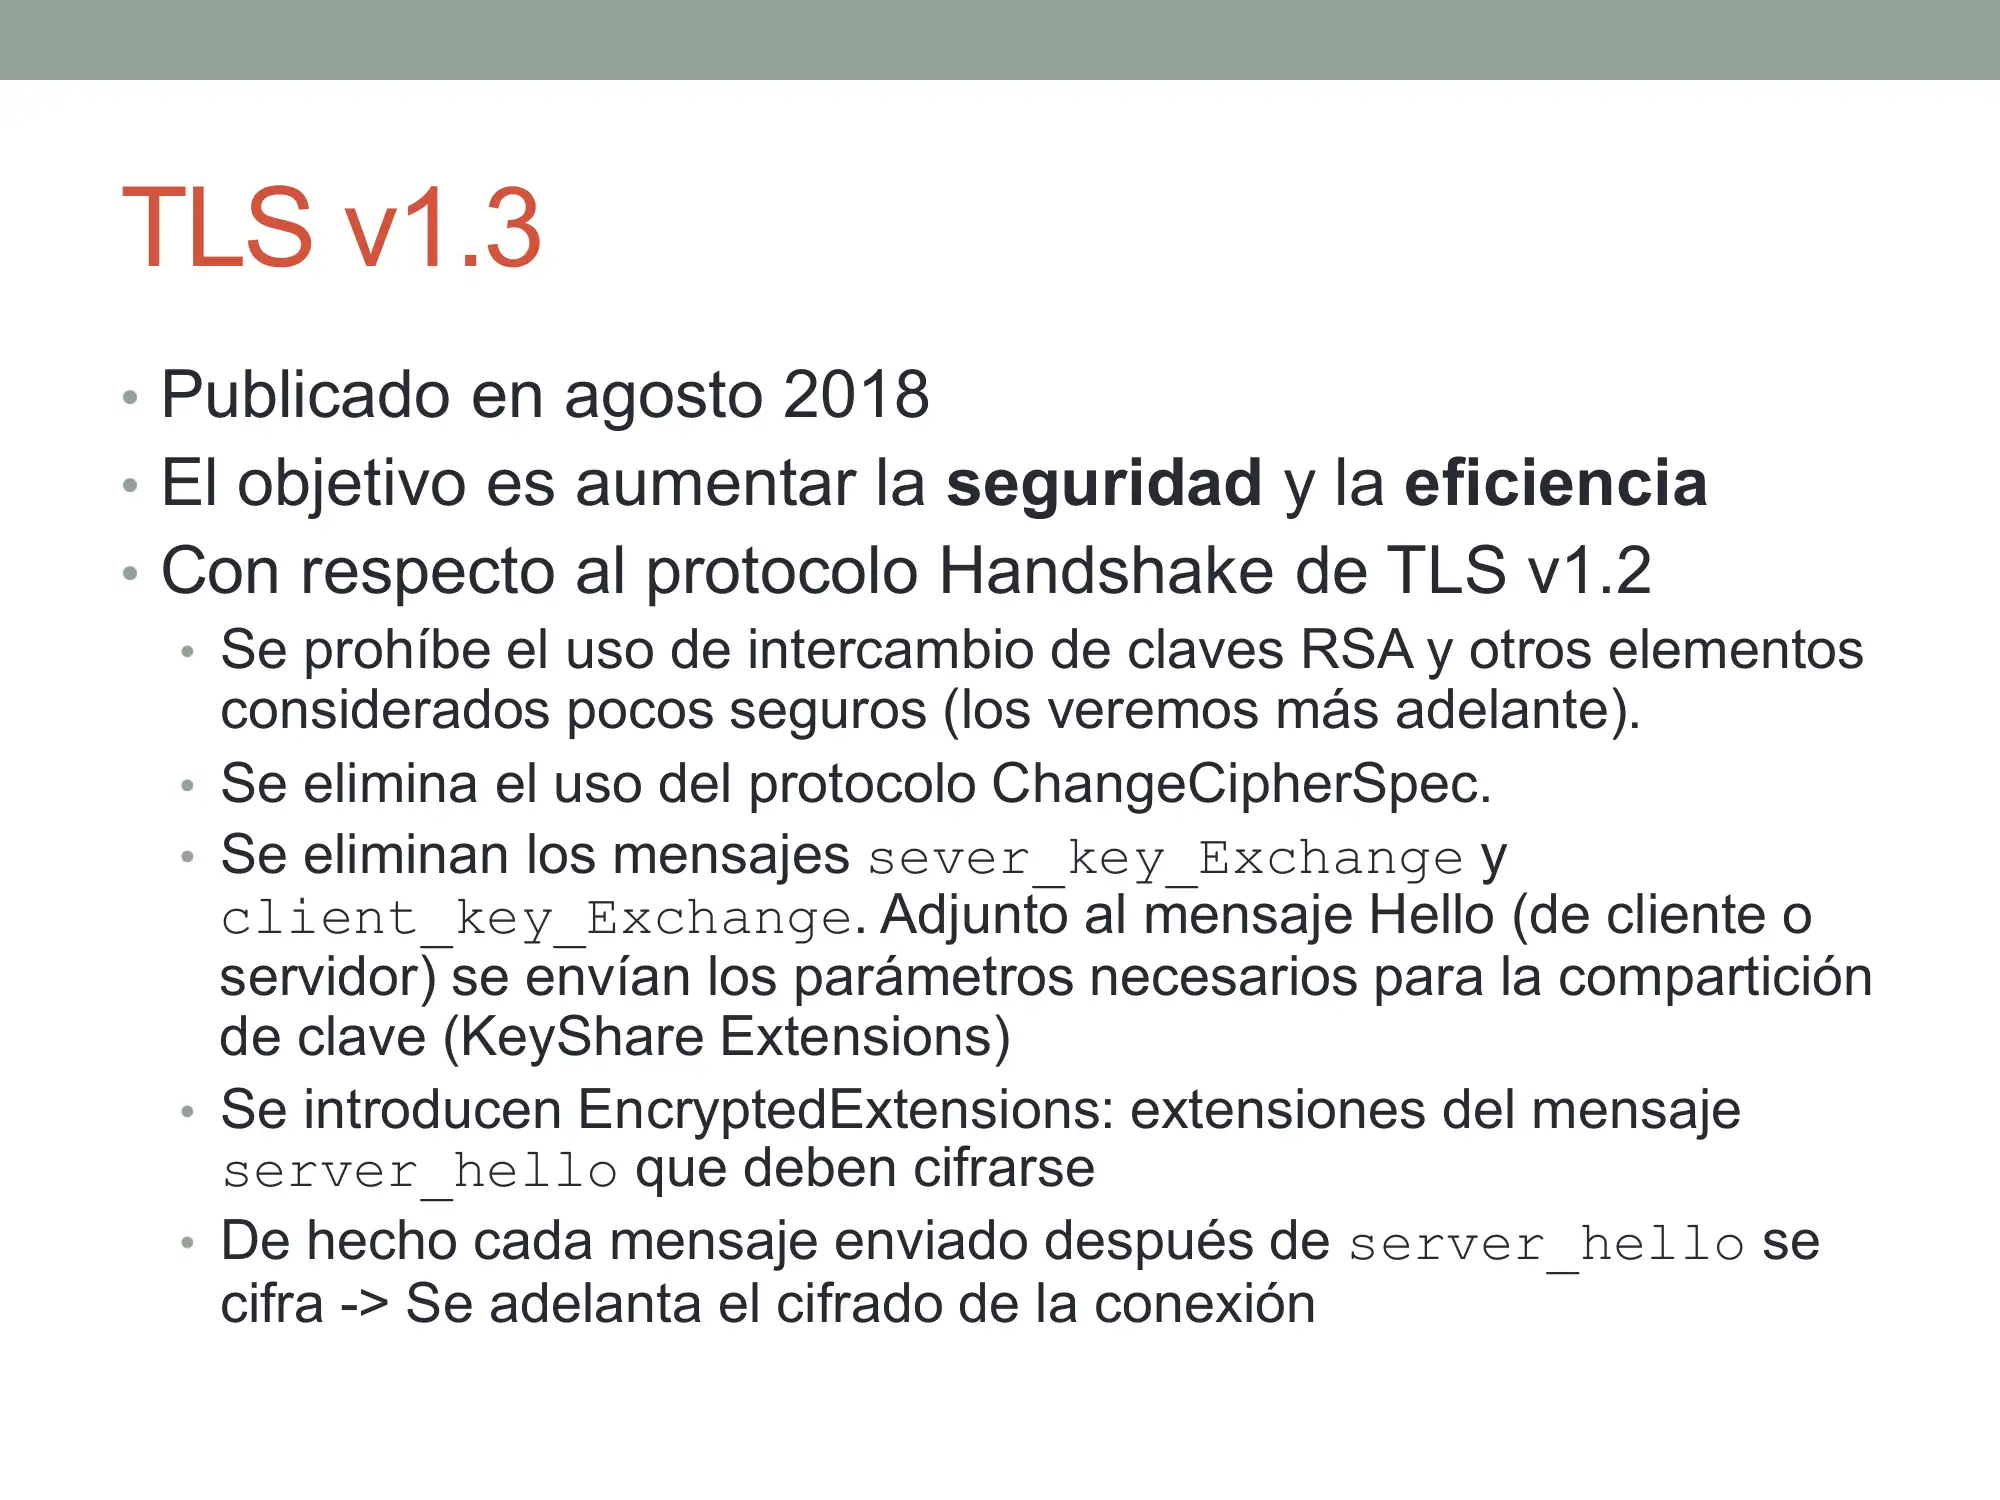 TLS v1.3
• Publicado en agosto 2018
• El objetivo es aumentar la seguridad y la eficiencia
• Con respecto al protocolo Handshake de TLS v1.2
• Se prohíbe el uso de intercambio de claves RSA y otros elementos
considerados pocos seguros (los veremos más adelante).
• Se elimina el uso del protocolo ChangeCipherSpec.
• Se eliminan los mensajes sever_key_Exchange y
client_key_Exchange. Adjunto al mensaje Hello (de cliente o
servidor) se envían los parámetros necesarios para la compartición
de clave (KeyShare Extensions)
• Se introducen EncryptedExtensions: extensiones del mensaje
server_hello que deben cifrarse
• De hecho cada mensaje enviado después de server_hello se
cifra -> Se adelanta el cifrado de la conexión